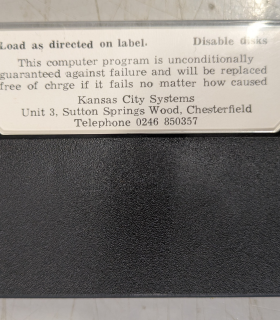 Load as directed on label. Disable disks
This computer program is unconditionally
guaranteed against failure and will be replaced
free of chrge if it fails no matter how caused
Kansas City Systems
Unit 3, Sutton Springs Wood, Chesterfield
Telephone 0246 850357